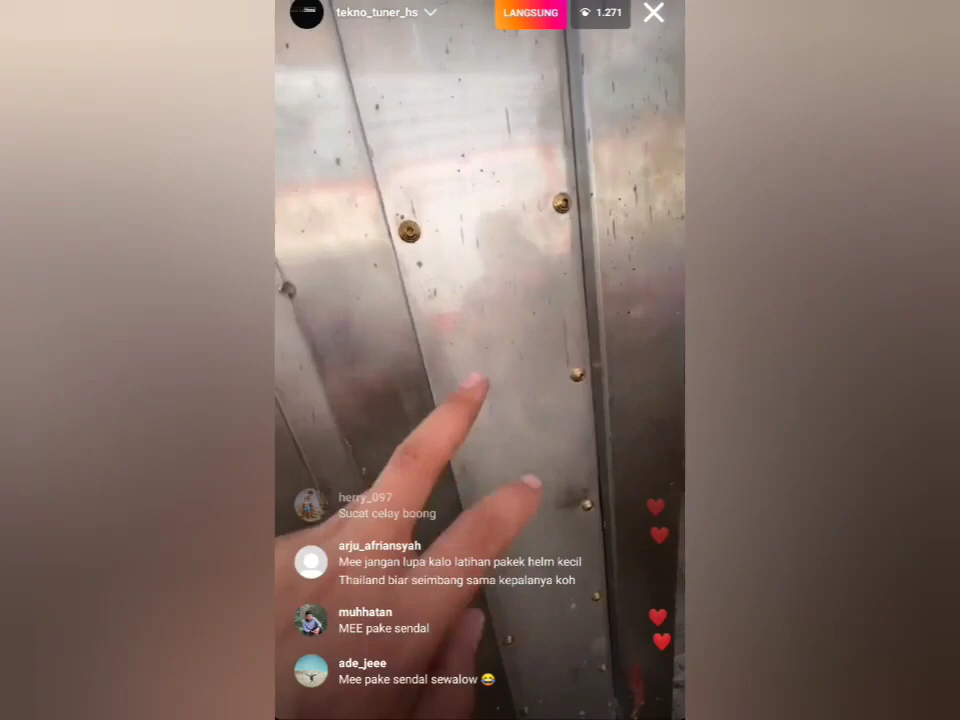 tekno_tuner_hs
LANGSUNG
1.271
herry_097
Sucat celay boong
arju_afriansyah
Mee jangan lupa kalo latihan pakek helm kecil
Thailand biar seimbang sama kepalanya koh
muhhatan
MEE pake sendal
ade_jeee
Mee pake sendal sewalow 😂